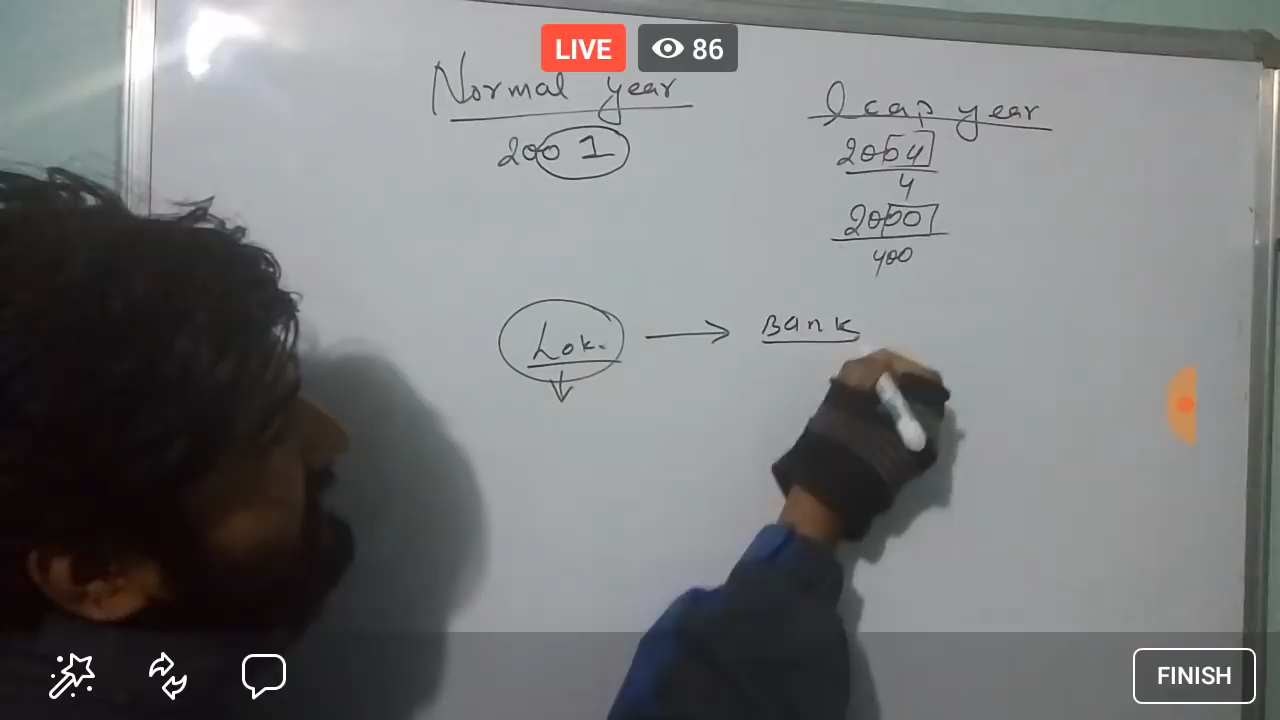 LIVE 86
Normal year
2001
leap year
2004
4
2000
400
Lok. → Bank
FINISH